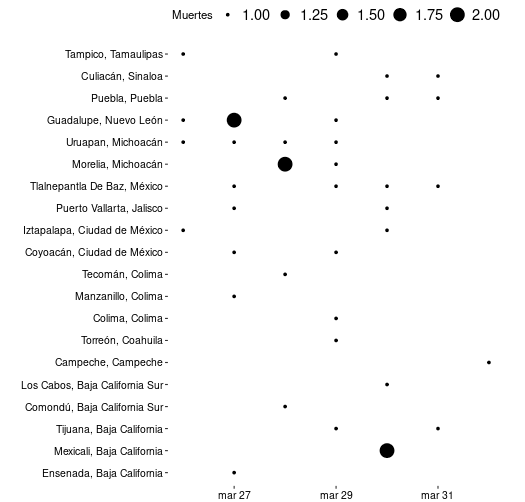 Muertes 1.00 1.25 1.50 1.75 2.00
Tampico, Tamaulipas
Culiacán, Sinaloa
Puebla, Puebla
Guadalupe, Nuevo León
Uruapan, Michoacán
Morelia, Michoacán
Tlalnepantla De Baz, México
Puerto Vallarta, Jalisco
Iztapalapa, Ciudad de México
Coyoacán, Ciudad de México
Tecomán, Colima
Manzanillo, Colima
Colima, Colima
Torreón, Coahuila
Campeche, Campeche
Los Cabos, Baja California Sur
Comondú, Baja California Sur
Tijuana, Baja California
Mexicali, Baja California
Ensenada, Baja California
mar 27 mar 29 mar 31